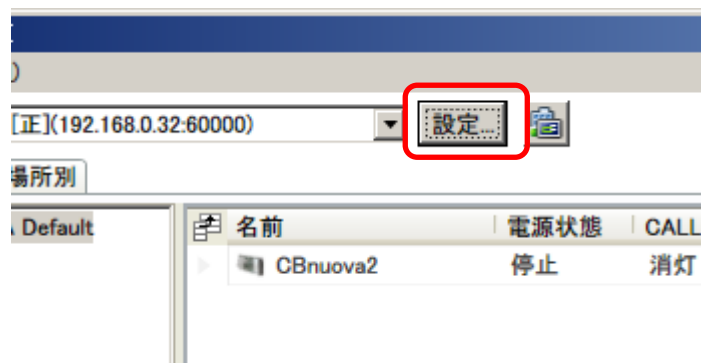 )
[正](192.168.0.32:60000)
設定...
場所別
Default
名前
電源状態
CALL
CBnuova2
停止
消灯